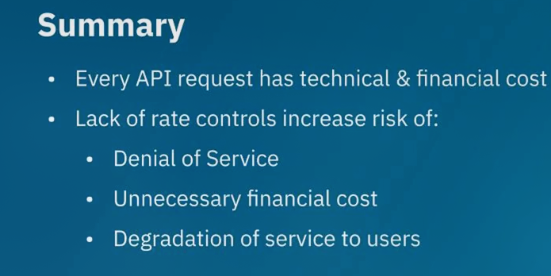 Summary
• Every API request has technical & financial cost
• Lack of rate controls increase risk of:
• Denial of Service
• Unnecessary financial cost
• Degradation of service to users